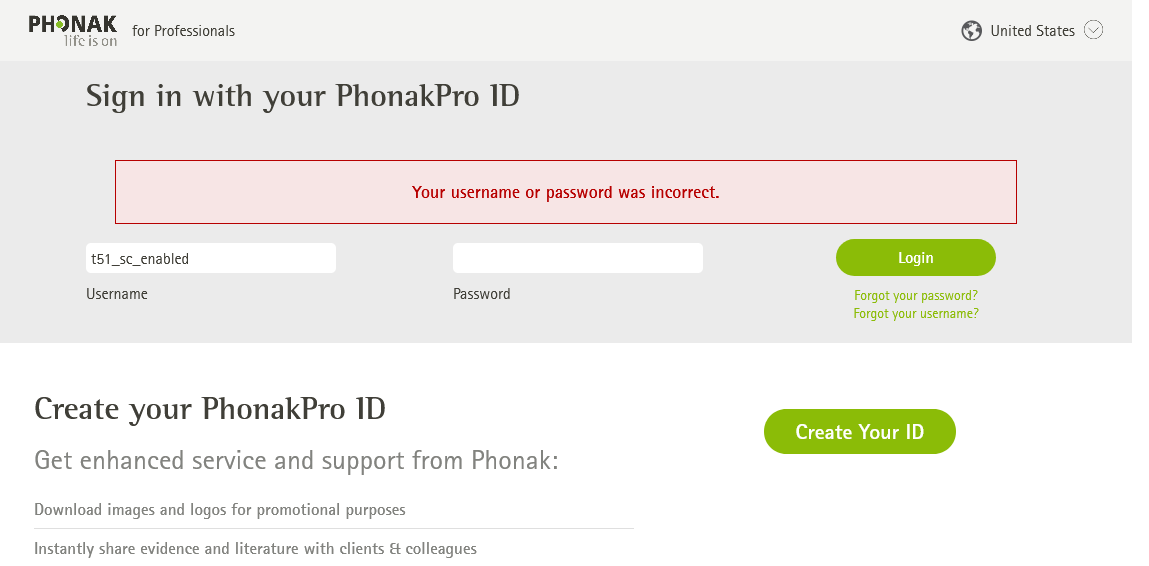 PHONAK
life is on
for Professionals
United States
Sign in with your PhonakPro ID
Your username or password was incorrect.
t51_sc_enabled
Login
Username
Password
Forgot your password?
Forgot your username?
Create your PhonakPro ID
Create Your ID
Get enhanced service and support from Phonak:
Download images and logos for promotional purposes
Instantly share evidence and literature with clients & colleagues